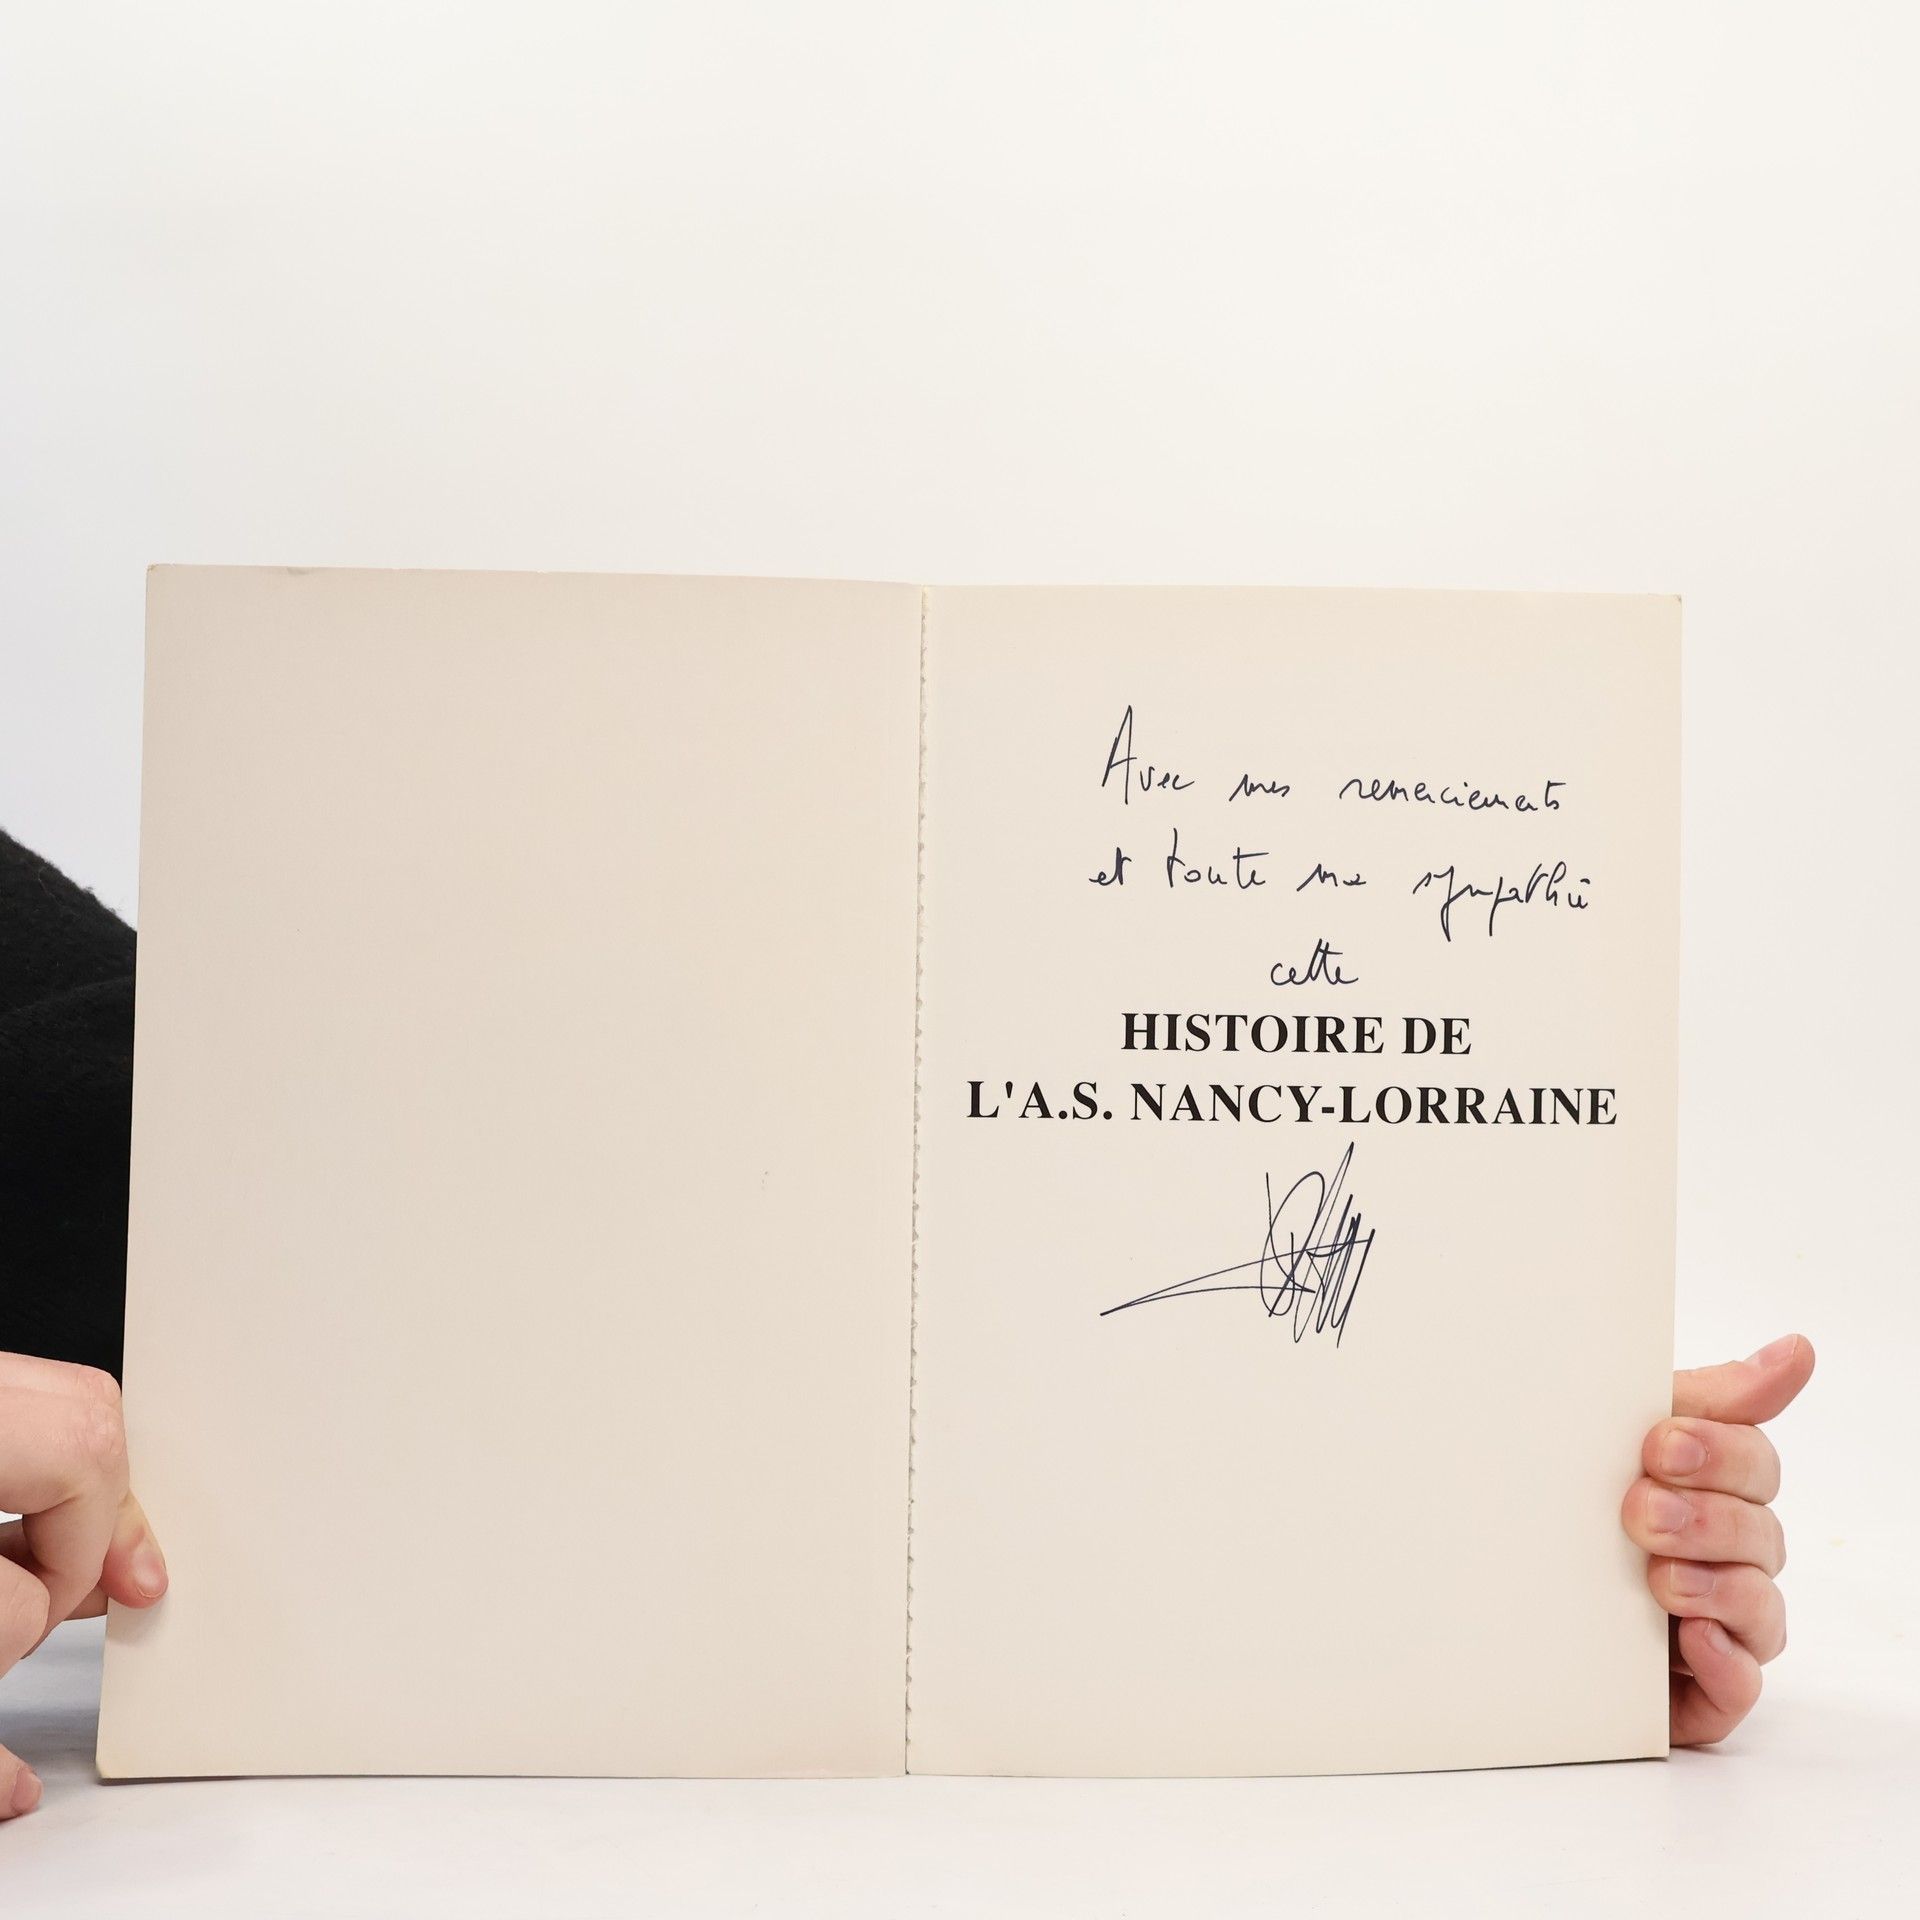 Avec mes remerciements
et toute ma sympathie
cette
HISTOIRE DE
L'A.S. NANCY-LORRAINE